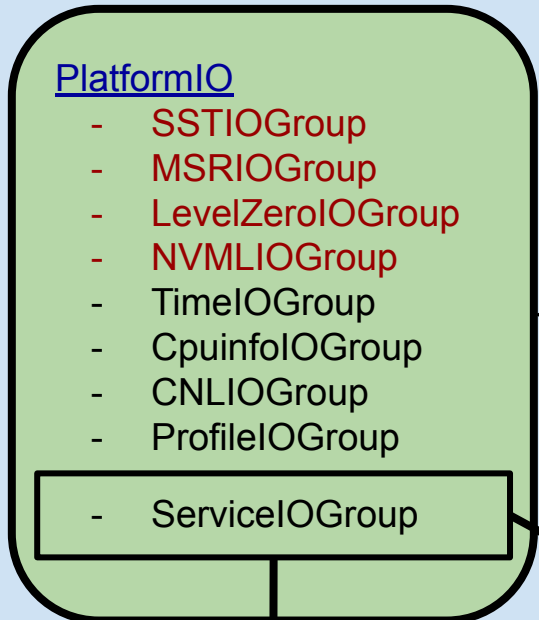 PlatformIO
- SSTIOGroup
- MSRIOGroup
- LevelZeroIOGroup
- NVMLIOGroup
- TimeIOGroup
- CpuinfoIOGroup
- CNLIOGroup
- ProfileIOGroup
- ServiceIOGroup